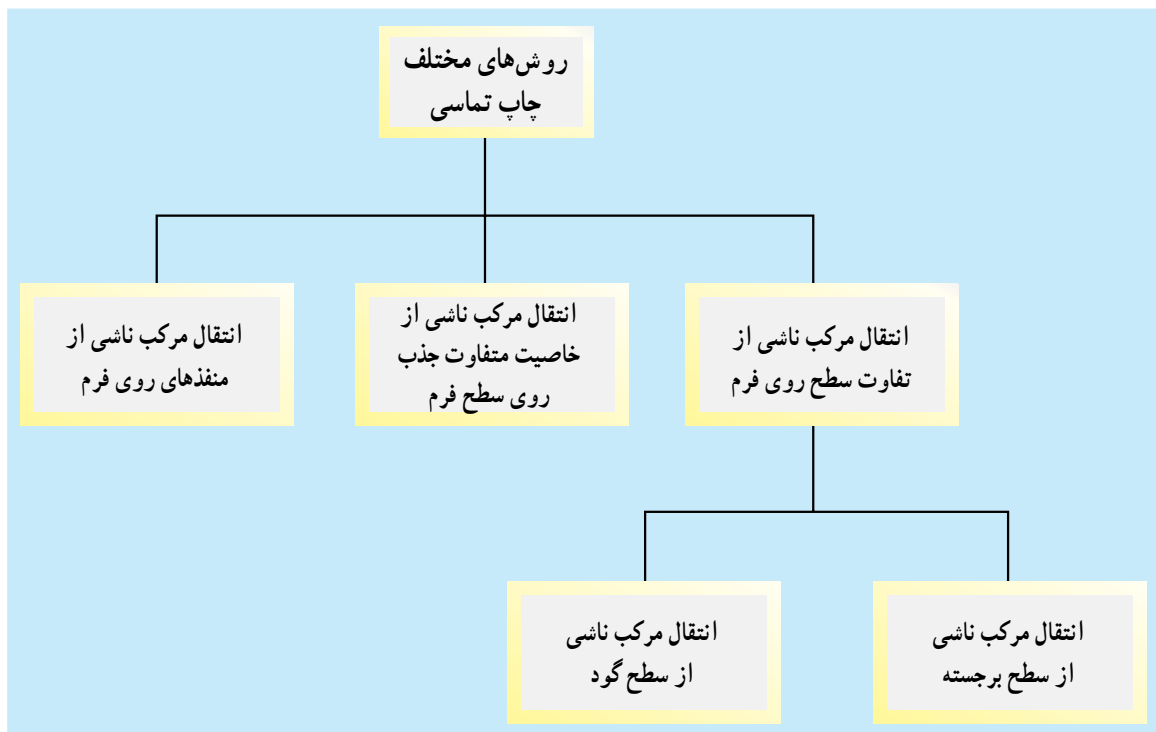 روش‌های مختلف
چاپ تماسی
انتقال مرکب ناشی از
تفاوت سطح روی فرم
انتقال مرکب ناشی از
خاصیت متفاوت جذب
روی سطح فرم
انتقال مرکب ناشی از
منفذهای روی فرم
انتقال مرکب ناشی
از سطح برجسته
انتقال مرکب ناشی
از سطح گود